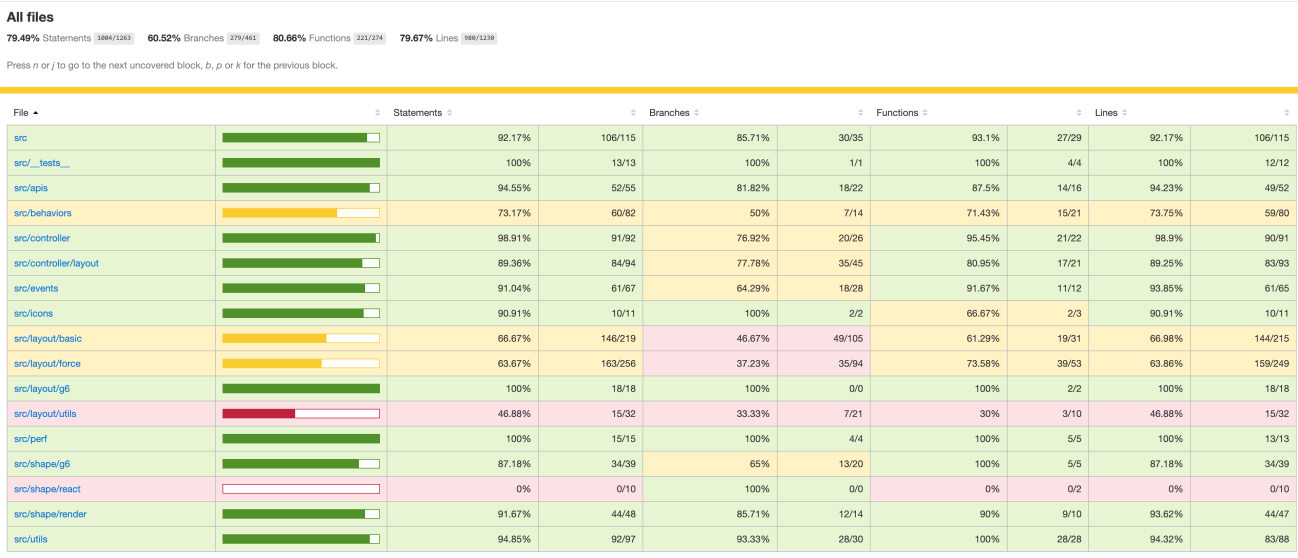 All files
79.49% Statements 1004/1263 60.52% Branches 279/461 80.66% Functions 221/274 79.67% Lines 980/1230
Press n or j to go to the next uncovered block, b, p or k for the previous block.
File Statements Branches Functions Lines
src 92.17% 106/115 85.71% 30/35 93.1% 27/29 92.17% 106/115
src/__tests__ 100% 13/13 100% 1/1 100% 4/4 100% 12/12
src/apis 94.55% 52/55 81.82% 18/22 87.5% 14/16 94.23% 49/52
src/behaviors 73.17% 60/82 50% 7/14 71.43% 15/21 73.75% 59/80
src/controller 98.91% 91/92 76.92% 20/26 95.45% 21/22 98.9% 90/91
src/controller/layout 89.36% 84/94 77.78% 35/45 80.95% 17/21 89.25% 83/93
src/events 91.04% 61/67 64.29% 18/28 91.67% 11/12 93.85% 61/65
src/icons 90.91% 10/11 100% 2/2 66.67% 2/3 90.91% 10/11
src/layout/basic 66.67% 146/219 46.67% 49/105 61.29% 19/31 66.98% 144/215
src/layout/force 63.67% 163/256 37.23% 35/94 73.58% 39/53 63.86% 159/249
src/layout/g6 100% 18/18 100% 0/0 100% 2/2 100% 18/18
src/layout/utils 46.88% 15/32 33.33% 7/21 30% 3/10 46.88% 15/32
src/perf 100% 15/15 100% 4/4 100% 5/5 100% 13/13
src/shape/g6 87.18% 34/39 65% 13/20 100% 5/5 87.18% 34/39
src/shape/react 0% 0/10 100% 0/0 0% 0/2 0% 0/10
src/shape/render 91.67% 44/48 85.71% 12/14 90% 9/10 93.62% 44/47
src/utils 94.85% 92/97 93.33% 28/30 100% 28/28 94.32% 83/88